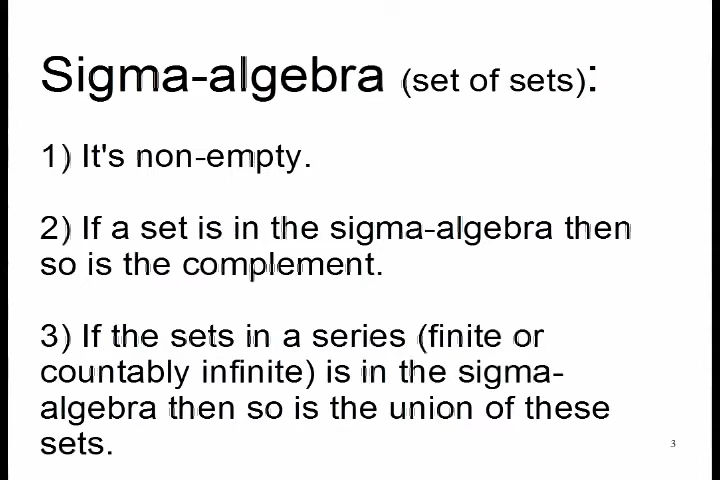 Sigma-algebra (set of sets):
1) It's non-empty.
2) If a set is in the sigma-algebra then
so is the complement.
3) If the sets in a series (finite or
countably infinite) is in the sigma-
algebra then so is the union of these
sets.
3